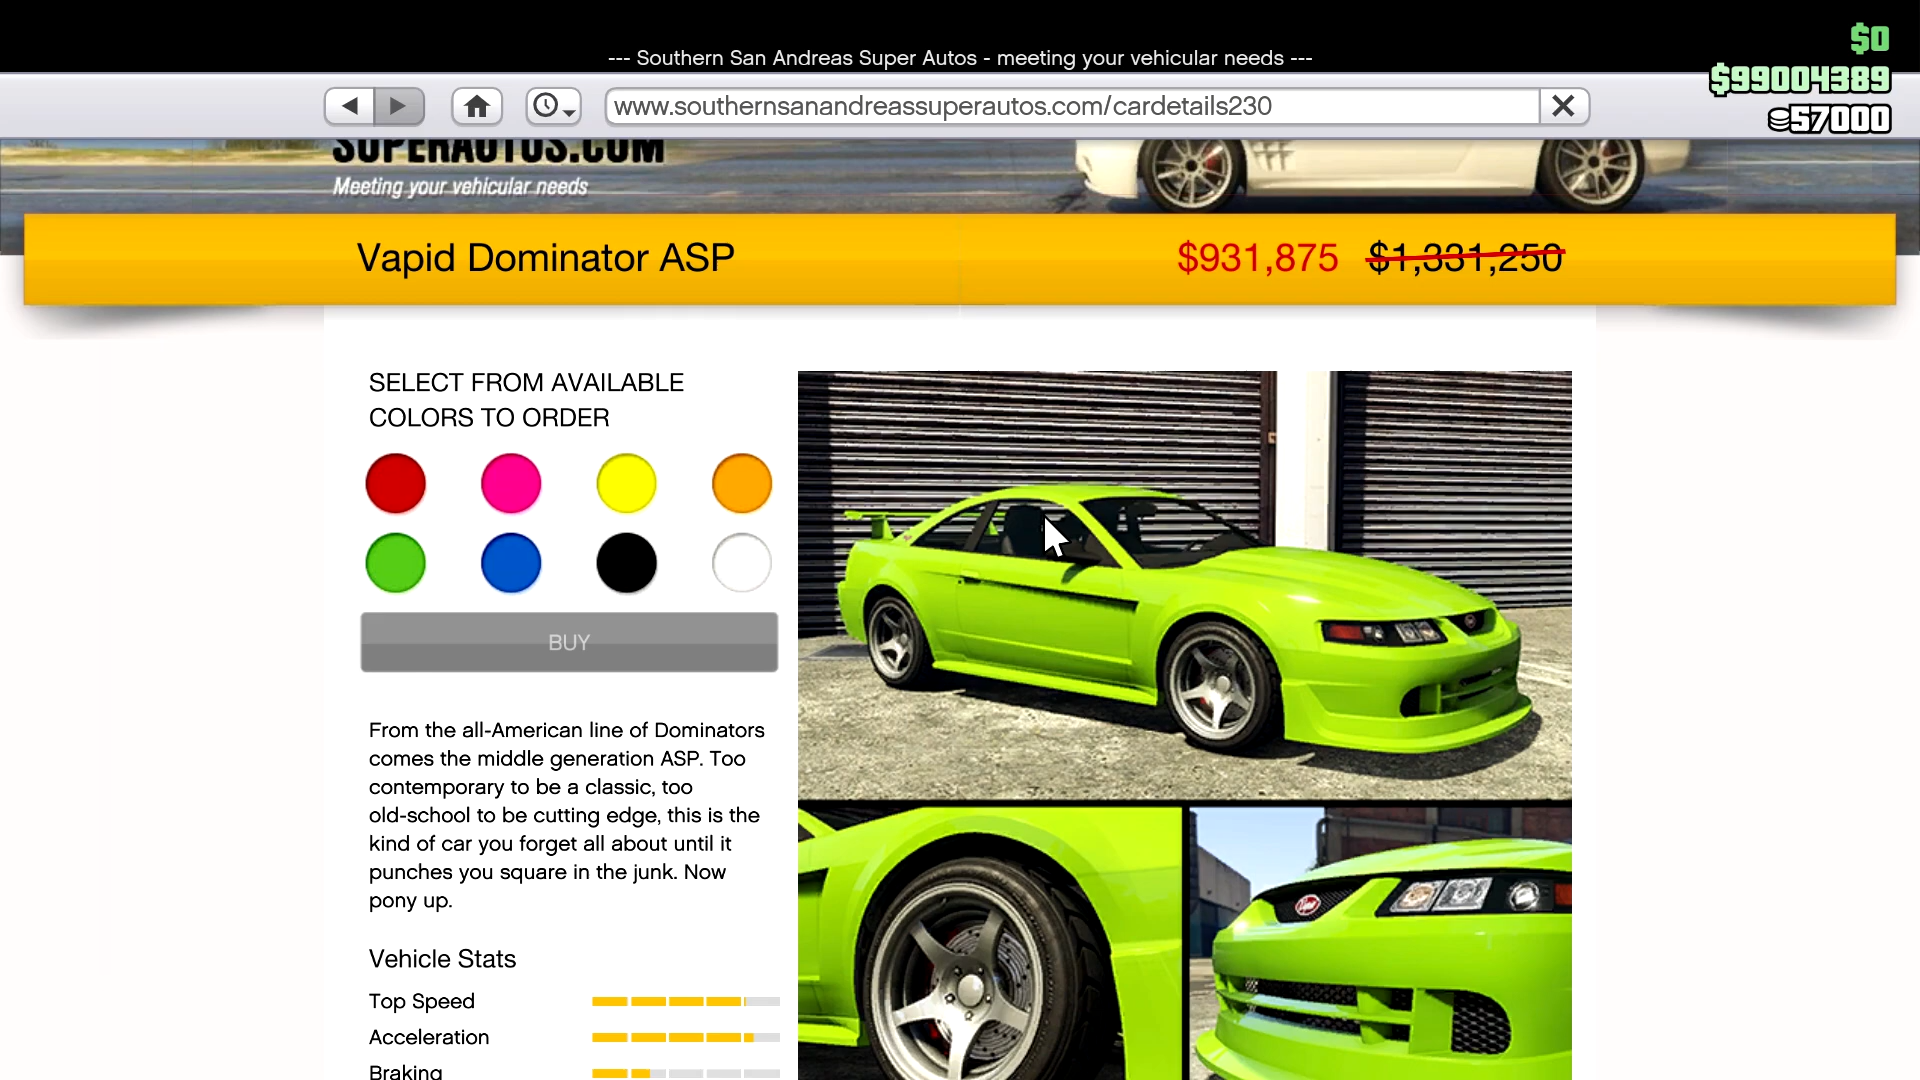 --- Southern San Andreas Super Autos - meeting your vehicular needs ---
$0
$99004389
57000
www.southernsanandreassuperautos.com/cardetails230
SUPERAUTOS.COM
Meeting your vehicular needs
Vapid Dominator ASP
$931,875 $1,331,250
SELECT FROM AVAILABLE
COLORS TO ORDER
BUY
From the all-American line of Dominators
comes the middle generation ASP. Too
contemporary to be a classic, too
old-school to be cutting edge, this is the
kind of car you forget all about until it
punches you square in the junk. Now
pony up.
Vehicle Stats
Top Speed
Acceleration
Braking